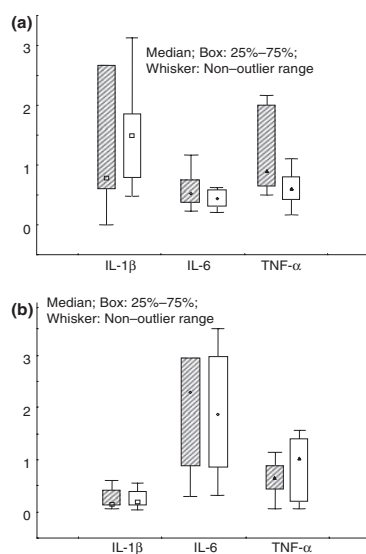 (a)
3
Median; Box: 25%–75%;
Whisker: Non–outlier range
2
1
0
IL-1β IL-6 TNF-α
(b)
Median; Box: 25%–75%;
Whisker: Non–outlier range
3
2
1
0
IL-1β IL-6 TNF-α